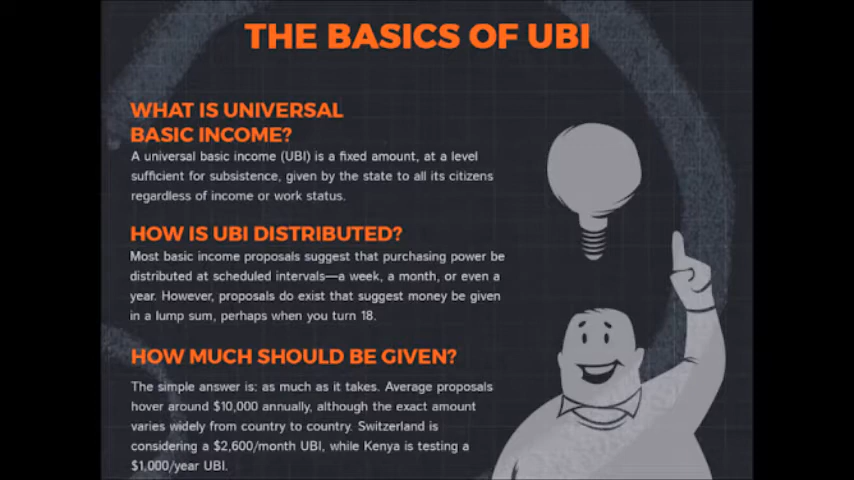 THE BASICS OF UBI
WHAT IS UNIVERSAL
BASIC INCOME?
A universal basic income (UBI) is a fixed amount, at a level
sufficient for subsistence, given by the state to all its citizens
regardless of income or work status.
HOW IS UBI DISTRIBUTED?
Most basic income proposals suggest that purchasing power be
distributed at scheduled intervals—a week, a month, or even a
year. However, proposals do exist that suggest money be given
in a lump sum, perhaps when you turn 18.
HOW MUCH SHOULD BE GIVEN?
The simple answer is: as much as it takes. Average proposals
hover around $10,000 annually, although the exact amount
varies widely from country to country. Switzerland is
considering a $2,600/month UBI, while Kenya is testing a
$1,000/year UBI.